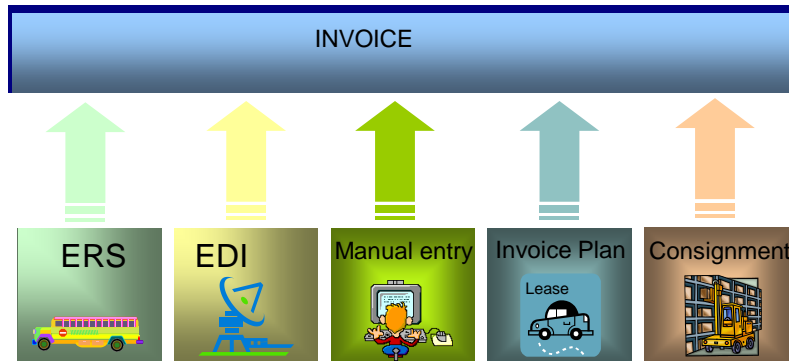 INVOICE
ERS
EDI
Manual entry
Invoice Plan
Consignment
Lease